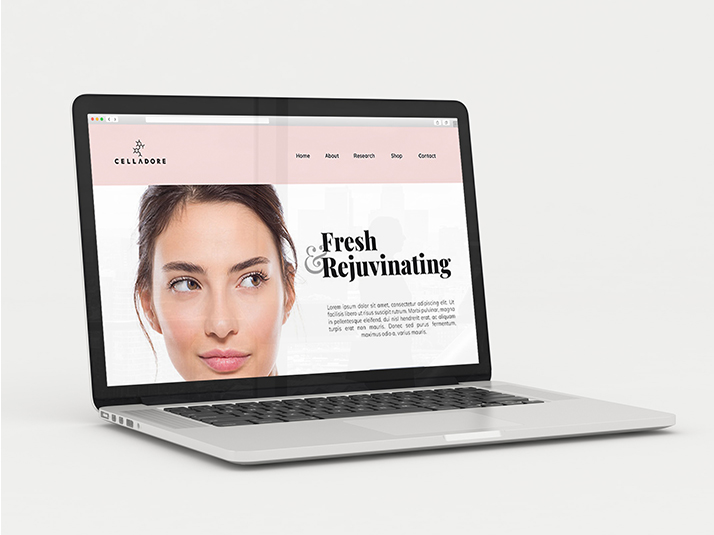 CELLADORE
Home About Research Shop Contact
Fresh
& Rejuvinating
Lorem ipsum dolor sit amet, consectetur adipiscing elit. Ut
facilisis libero ut risus suscipit rutrum. Morbi pulvinar, magna
in pellentesque eleifend, dui nisl hendrerit erat, ac aliquam
turpis erat non mauris. Donec sed purus fermentum,
maximus odio a, varius mauris.